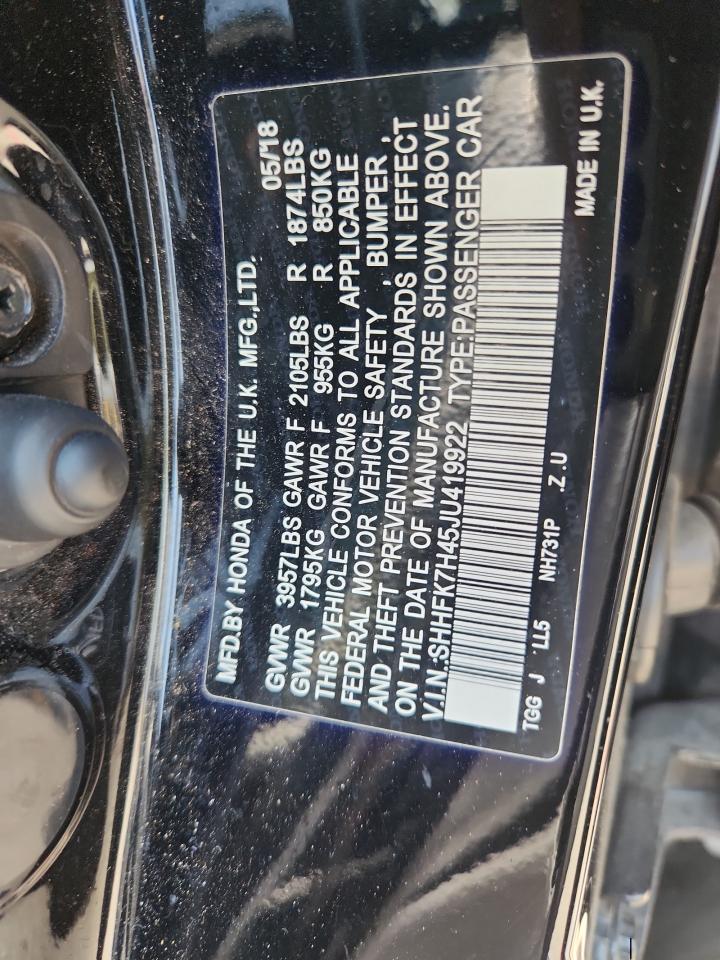 MFD.BY HONDA OF THE U.K. MFG.,LTD. 05/18
GVWR 3957LBS GAWR F 2105LBS R 1874LBS
GVWR 1795KG GAWR F 955KG R 850KG
THIS VEHICLE CONFORMS TO ALL APPLICABLE
FEDERAL MOTOR VEHICLE SAFETY , BUMPER ,
AND THEFT PREVENTION STANDARDS IN EFFECT
ON THE DATE OF MANUFACTURE SHOWN ABOVE.
V.I.N.:SHHFK7H45JU419922 TYPE:PASSENGER CAR
TGG J 'LL5 NH731P .Z.U MADE IN U.K.